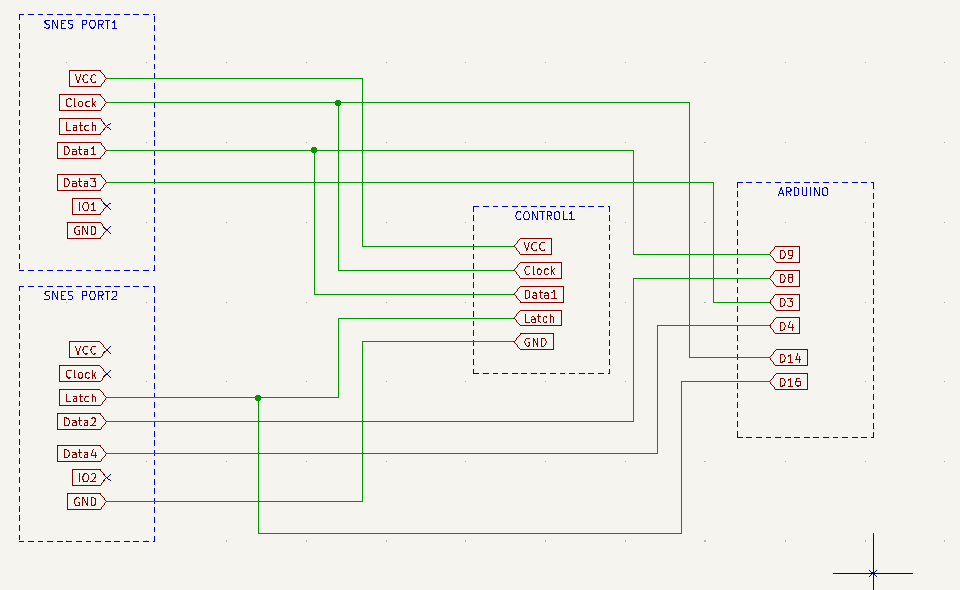 SNES PORT1
VCC
Clock
Latch
Data1
Data3
IO1
GND
SNES PORT2
VCC
Clock
Latch
Data2
Data4
IO2
GND
CONTROL1
VCC
Clock
Data1
Latch
GND
ARDUINO
D9
D8
D3
D4
D14
D16